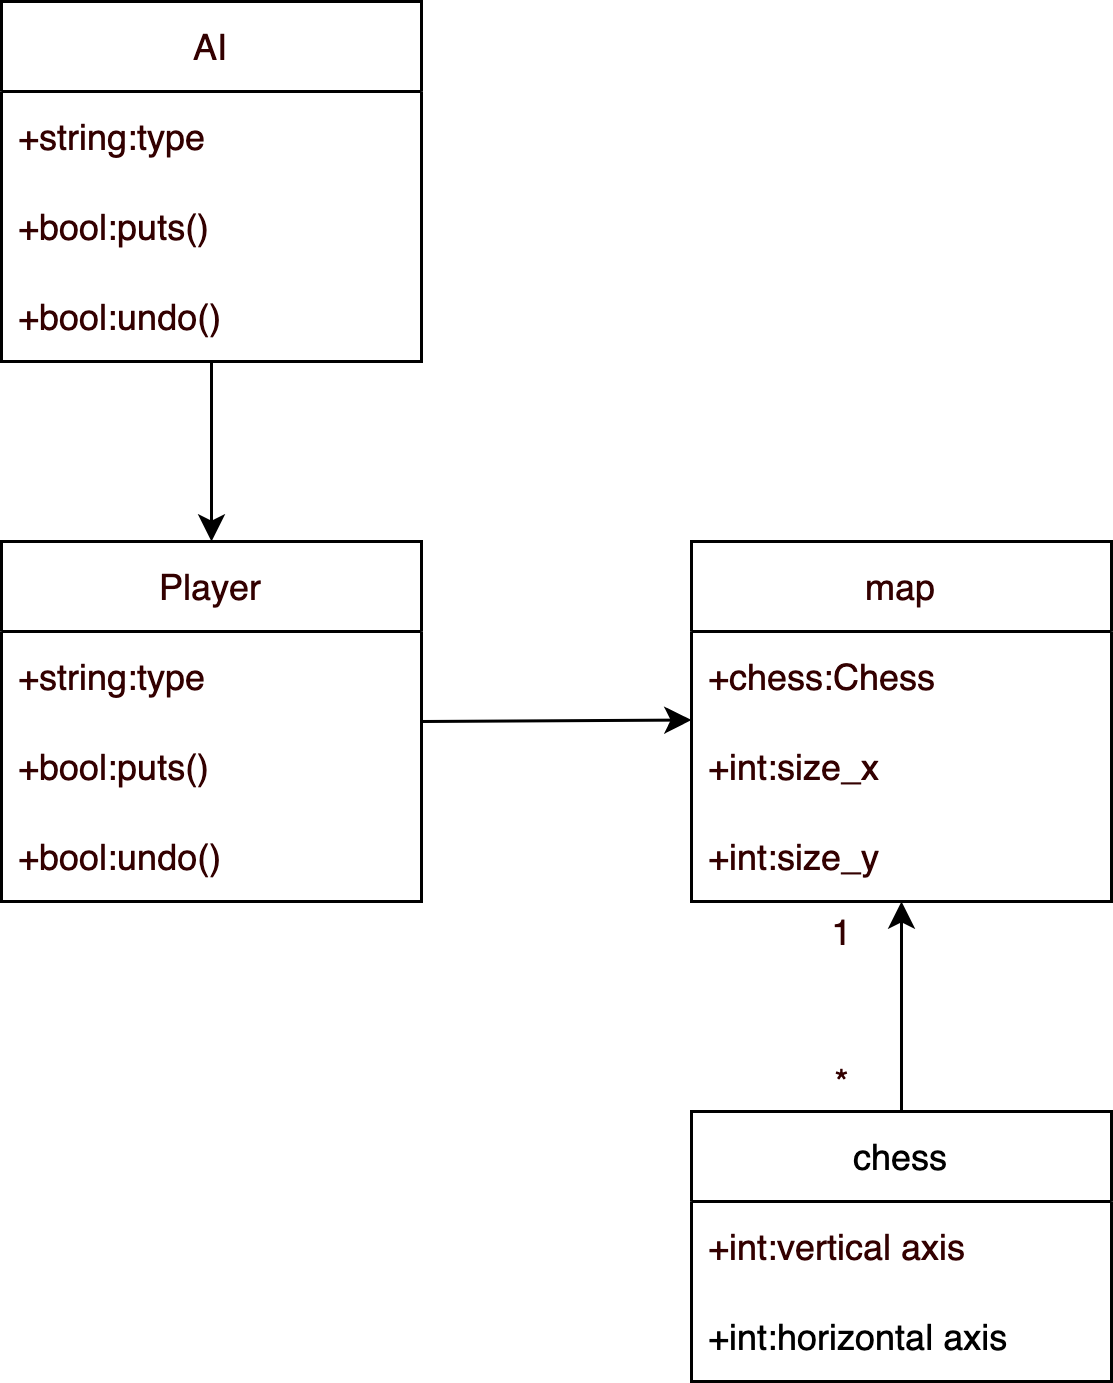 AI
+string:type
+bool:puts()
+bool:undo()
Player
+string:type
+bool:puts()
+bool:undo()
map
+chess:Chess
+int:size_x
+int:size_y
1
*
chess
+int:vertical axis
+int:horizontal axis